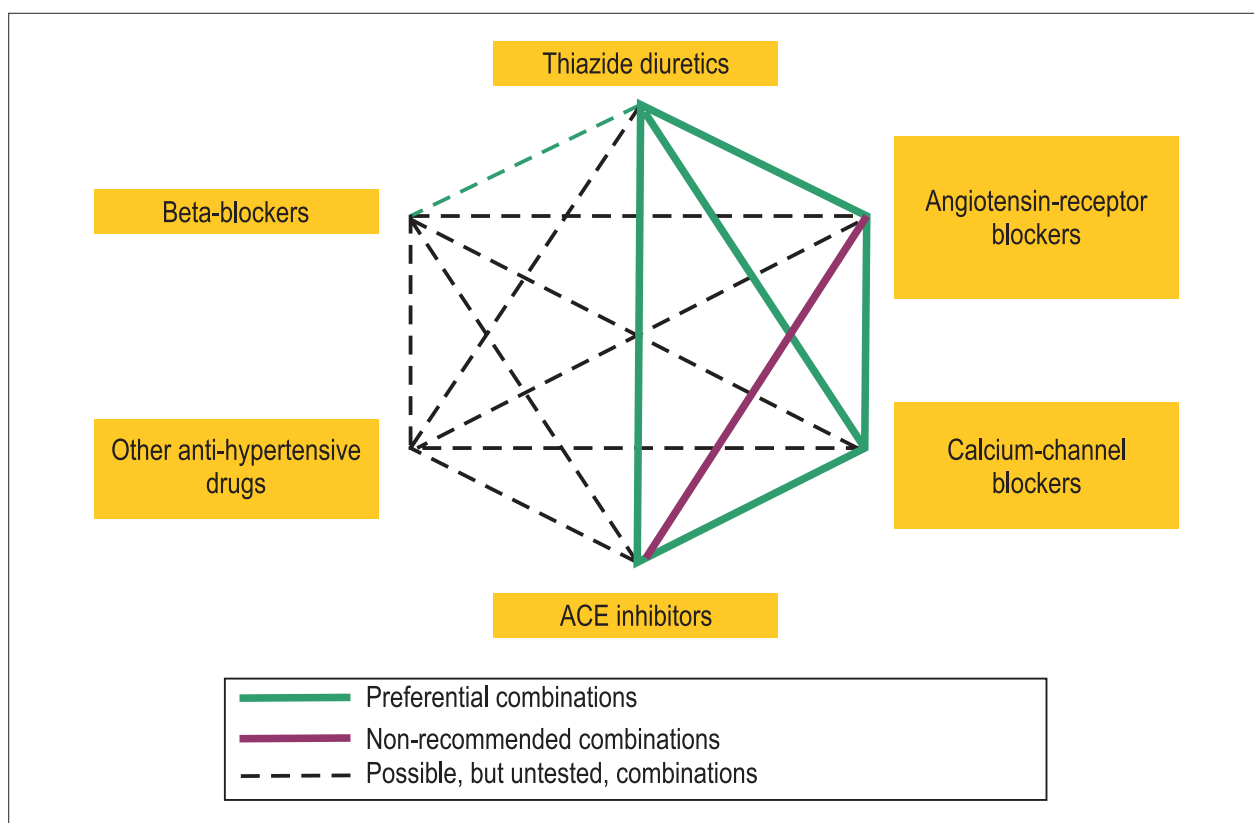 Thiazide diuretics
Beta-blockers
Angiotensin-receptor
blockers
Other anti-hypertensive
drugs
Calcium-channel
blockers
ACE inhibitors
Preferential combinations
Non-recommended combinations
Possible, but untested, combinations